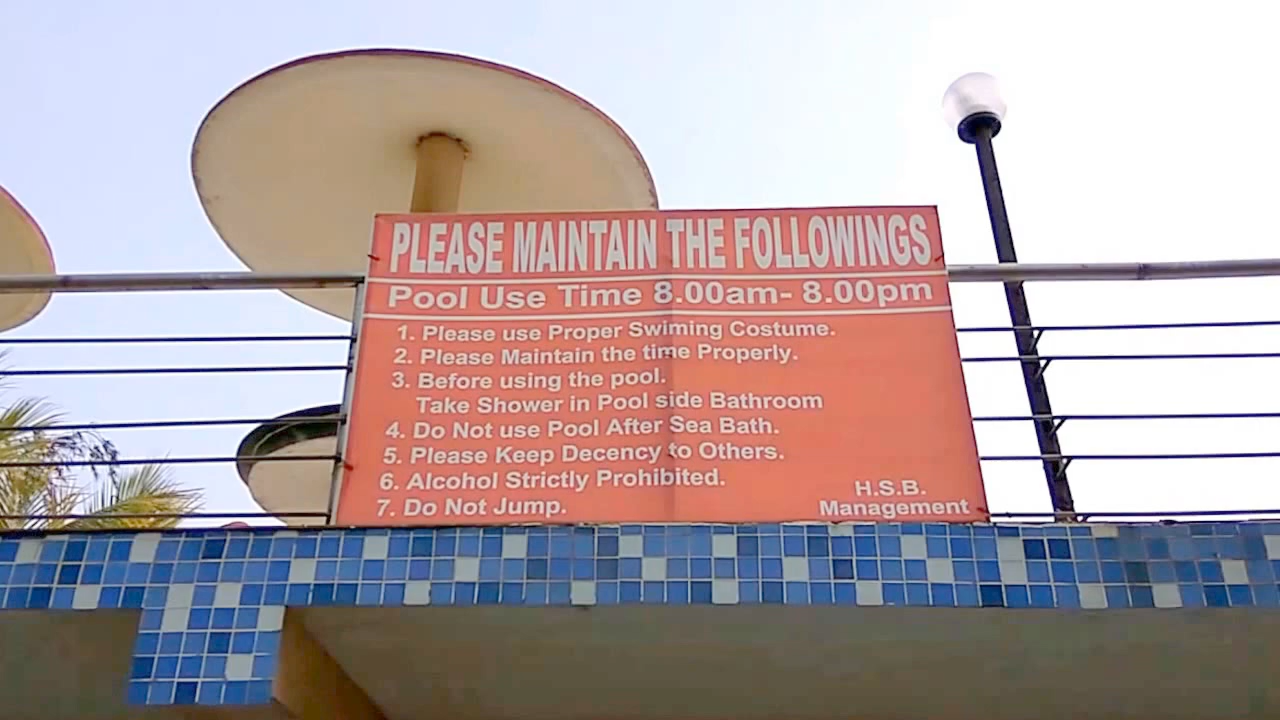 PLEASE MAINTAIN THE FOLLOWINGS
Pool Use Time 8.00am- 8.00pm
1. Please use Proper Swiming Costume.
2. Please Maintain the time Properly.
3. Before using the pool.
Take Shower in Pool side Bathroom
4. Do Not use Pool After Sea Bath.
5. Please Keep Decency to Others.
6. Alcohol Strictly Prohibited.
7. Do Not Jump.
H.S.B.
Management